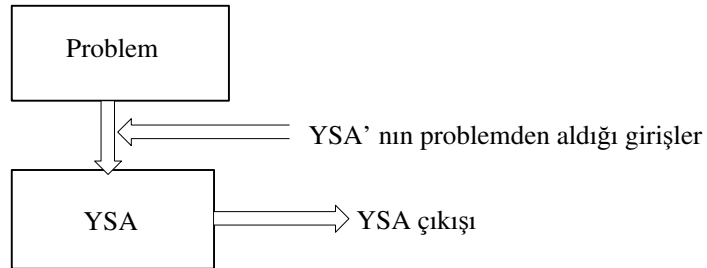 Problem
YSA’ nın problemden aldığı girişler
YSA
YSA çıkışı